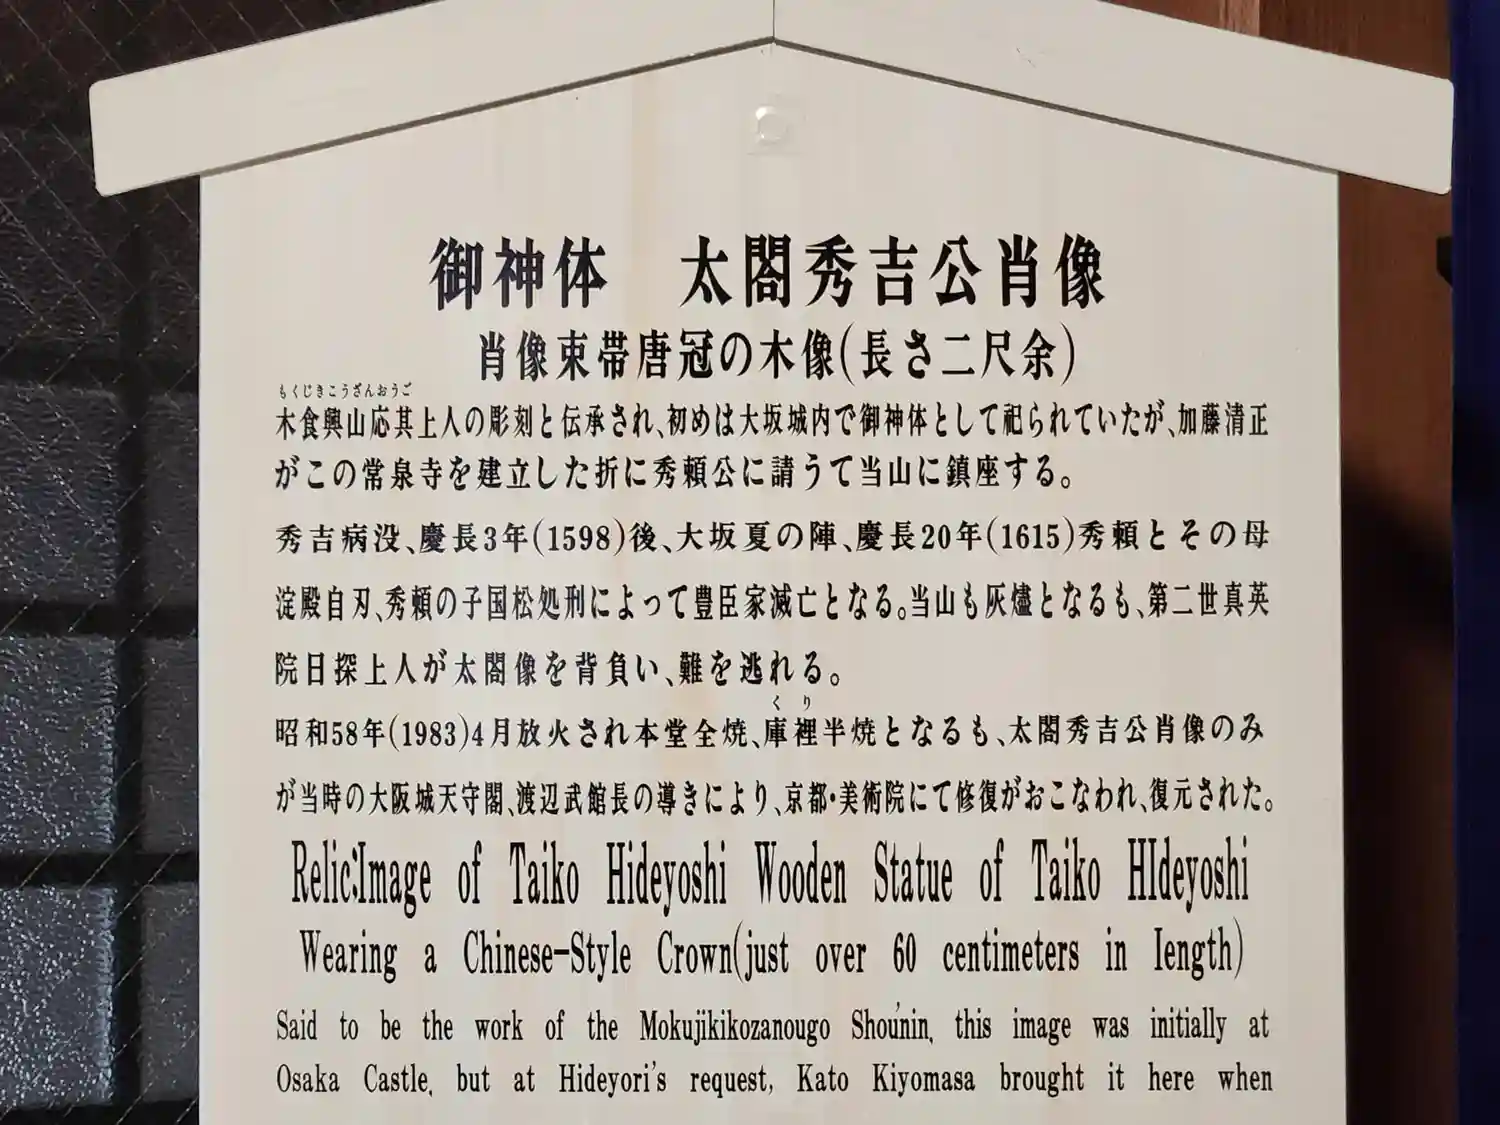 御神体　太閤秀吉公肖像
肖像束帯唐冠の木像(長さ二尺余)
もくじきこうざんおうご
木食興山応其上人の彫刻と伝承され、初めは大坂城内で御神体として祀られていたが、加藤清正
がこの常泉寺を建立した折に秀頼公に請うて当山に鎮座する。
秀吉病没、慶長3年(1598)後、大坂夏の陣、慶長20年(1615)秀頼とその母
淀殿自刃、秀頼の子国松処刑によって豊臣家滅亡となる。当山も灰燼となるも、第二世真英
院日探上人が太閤像を背負い、難を逃れる。
くり
昭和58年(1983)4月放火され本堂全焼、庫裡半焼となるも、太閤秀吉公肖像のみ
が当時の大阪城天守閣、渡辺武館長の導きにより、京都・美術院にて修復がおこなわれ、復元された。
Relic:Image of Taiko Hideyoshi Wooden Statue of Taiko HIdeyoshi
Wearing a Chinese-Style Crown(just over 60 centimeters in Iength)
Said to be the work of the Mokujikikozanougo Shou'nin, this image was initially at
Osaka Castle, but at Hideyori's request, Kato Kiyomasa brought it here when